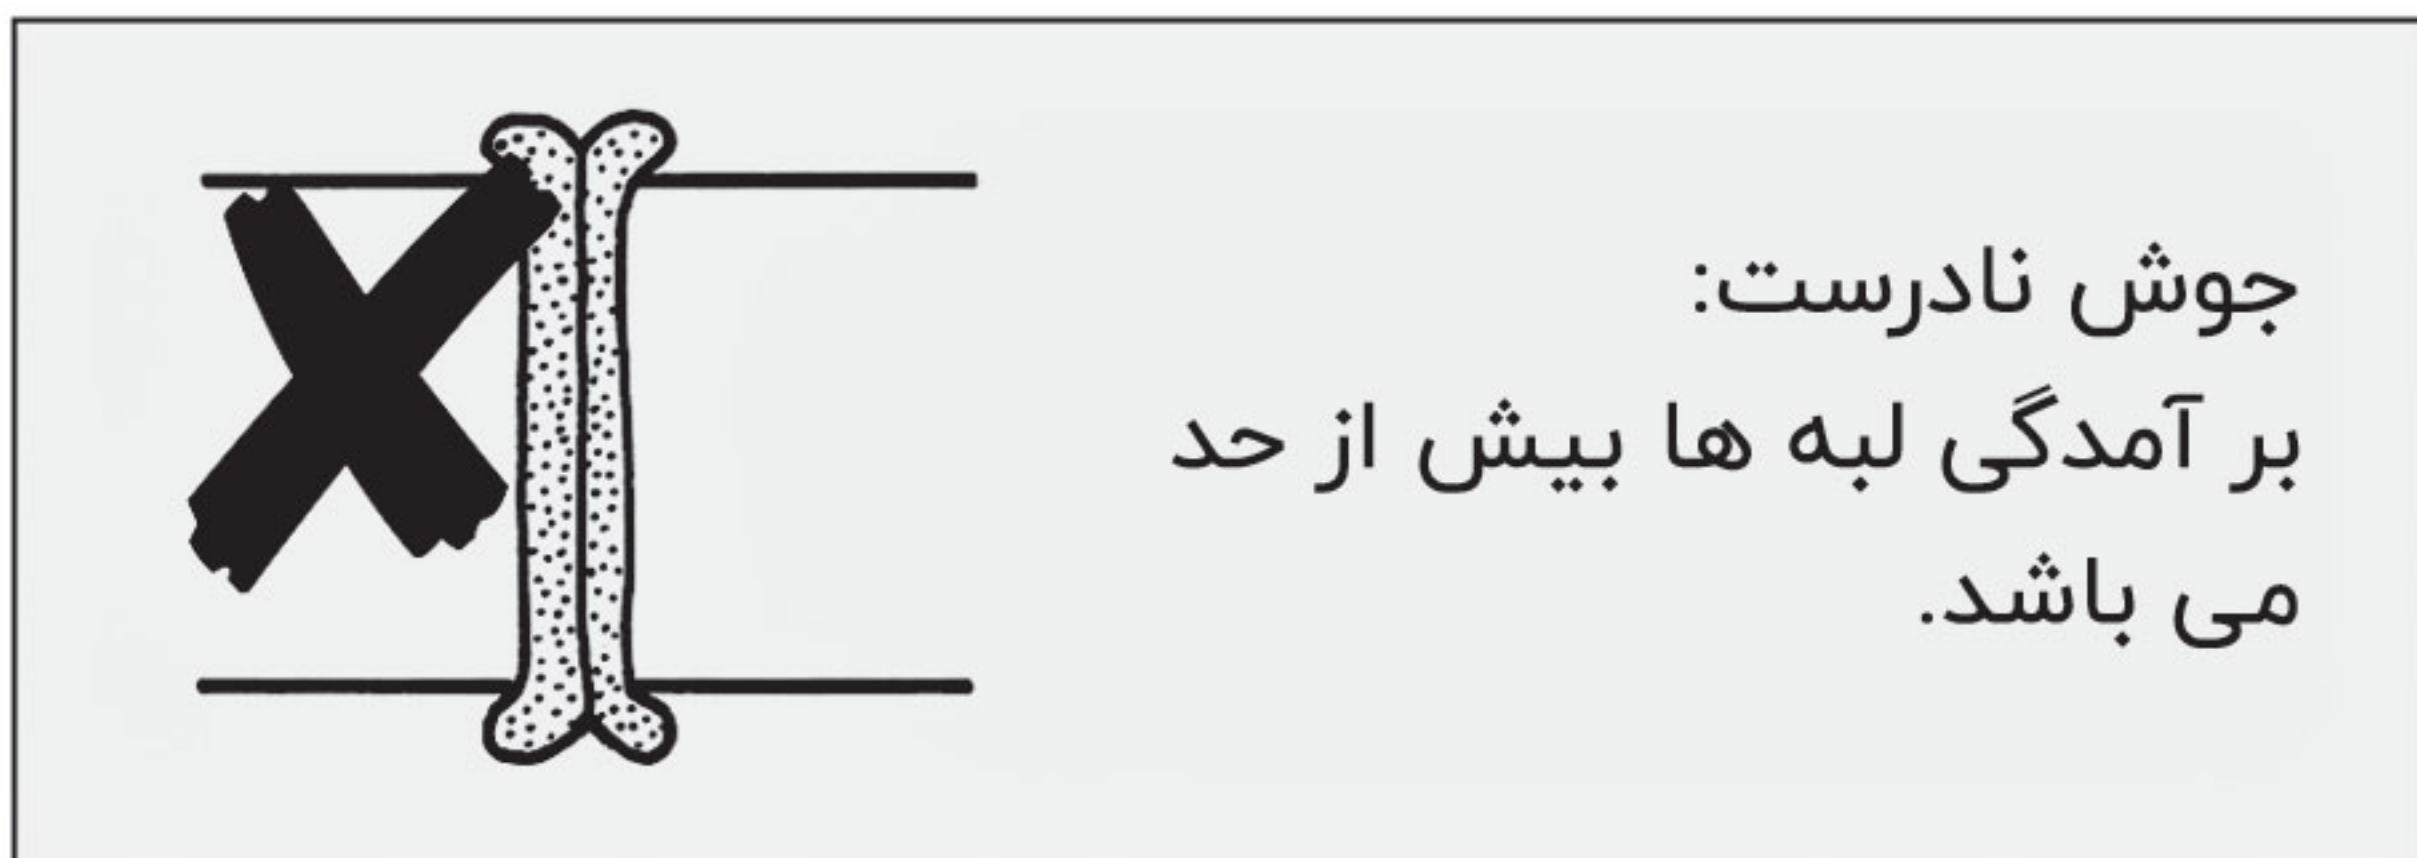 جوش نادرست:
بر آمدگی لبه ها بیش از حد
می باشد.